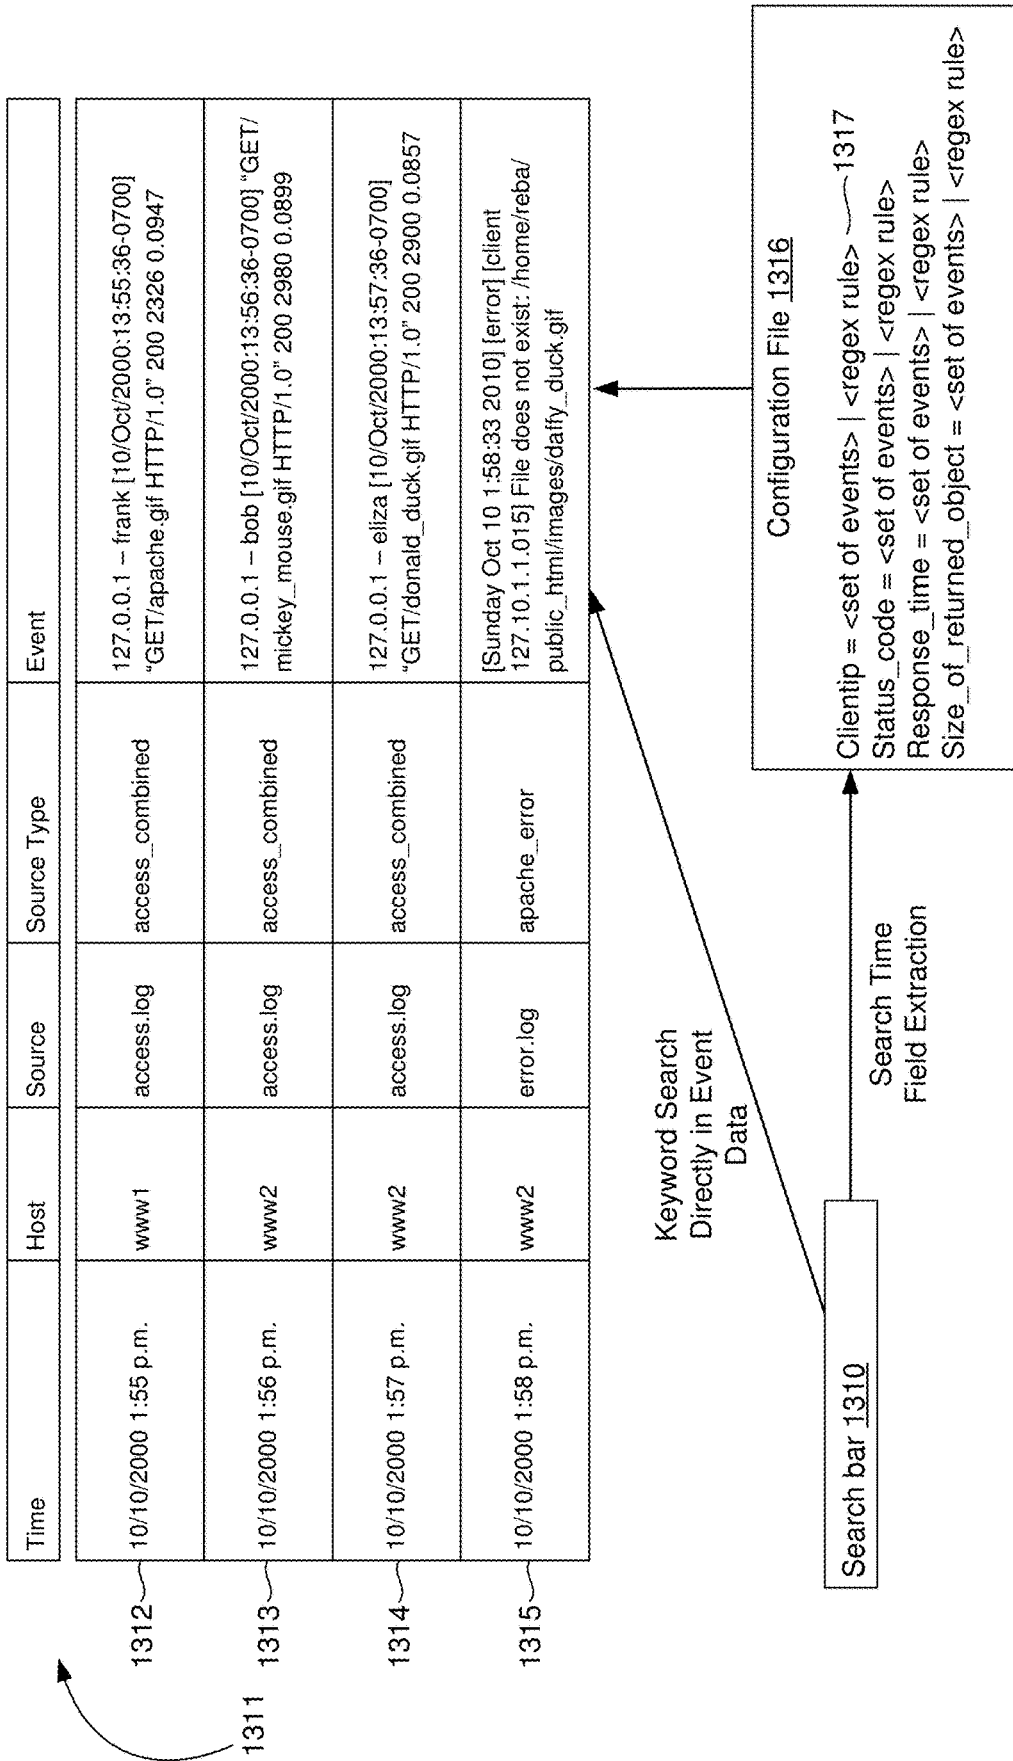 Time Host Source Source Type Event
1311
1312 10/10/2000 1:55 p.m. www1 access.log access_combined 127.0.0.1 – frank [10/Oct/2000:13:55:36-0700]
"GET/apache.gif HTTP/1.0" 200 2326 0.0947
1313 10/10/2000 1:56 p.m. www2 access.log access_combined 127.0.0.1 – bob [10/Oct/2000:13:56:36-0700] "GET/
mickey_mouse.gif HTTP/1.0" 200 2980 0.0899
1314 10/10/2000 1:57 p.m. www2 access.log access_combined 127.0.0.1 – eliza [10/Oct/2000:13:57:36-0700]
"GET/donald_duck.gif HTTP/1.0" 200 2900 0.0857
1315 10/10/2000 1:58 p.m. www2 error.log apache_error [Sunday Oct 10 1:58:33 2010] [error] [client
127.10.1.1.015] File does not exist: /home/reba/
public_html/images/daffy_duck.gif
Keyword Search
Directly in Event
Data
Search bar 1310
Search Time
Field Extraction
Configuration File 1316
Clientip = <set of events> | <regex rule> 1317
Status_code = <set of events> | <regex rule>
Response_time = <set of events> | <regex rule>
Size_of_returned_object = <set of events> | <regex rule>